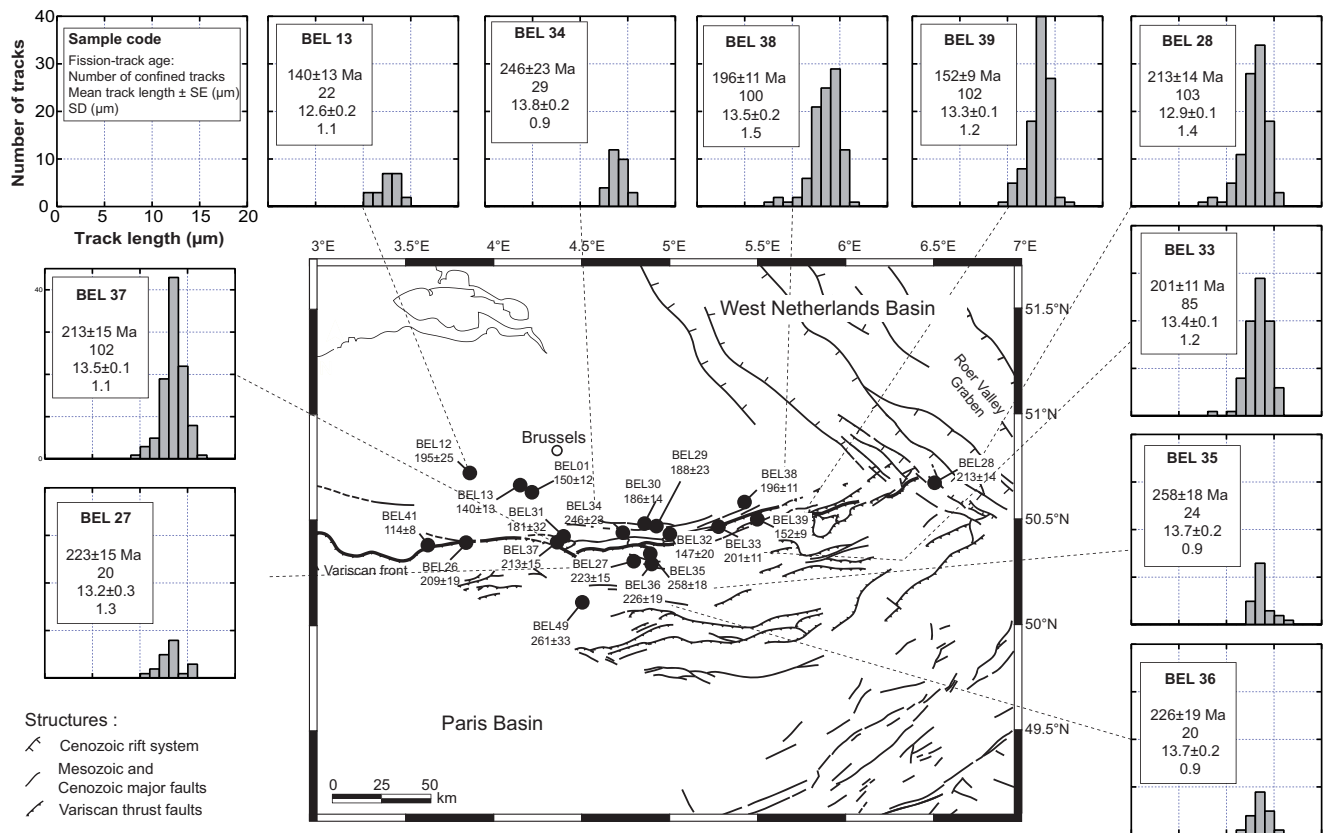 Number of tracks
40
30
20
10
0
0
5
10
15
20
Track length (µm)
Sample code
Fission-track age:
Number of confined tracks
Mean track length ± SE (µm)
SD (µm)
BEL 13
140±13 Ma
22
12.6±0.2
1.1
BEL 34
246±23 Ma
29
13.8±0.2
0.9
BEL 38
196±11 Ma
100
13.5±0.2
1.5
BEL 39
152±9 Ma
102
13.3±0.1
1.2
BEL 28
213±14 Ma
103
12.9±0.1
1.4
BEL 37
213±15 Ma
102
13.5±0.1
1.1
40
0
BEL 33
201±11 Ma
85
13.4±0.1
1.2
BEL 27
223±15 Ma
20
13.2±0.3
1.3
BEL 35
258±18 Ma
24
13.7±0.2
0.9
BEL 36
226±19 Ma
20
13.7±0.2
0.9
3°E
3.5°E
4°E
4.5°E
5°E
5.5°E
6°E
6.5°E
7°E
51.5°N
51°N
50.5°N
50°N
49.5°N
West Netherlands Basin
Roer Valley
Graben
Brussels
BEL12
195±25
BEL01
150±12
BEL13
140±13
BEL29
188±23
BEL30
186±14
BEL38
196±11
BEL28
213±14
BEL41
114±8
BEL31
181±32
BEL34
246±23
BEL39
152±9
BEL26
209±19
BEL37
213±15
BEL32
147±20
BEL33
201±11
BEL27
223±15
BEL35
258±18
BEL36
226±19
BEL49
261±33
Variscan front
Paris Basin
0
25
50
km
Structures :
Cenozoic rift system
Mesozoic and
Cenozoic major faults
Variscan thrust faults